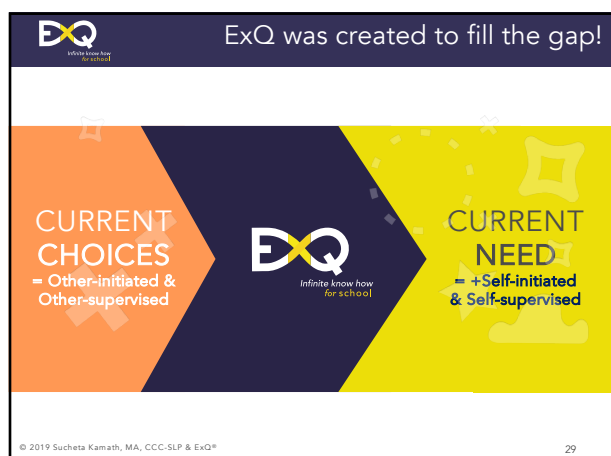 ExQ
Infinite know how
for school
ExQ was created to fill the gap!
CURRENT
CHOICES
= Other-initiated &
Other-supervised
ExQ
Infinite know how
for school
CURRENT
NEED
= +Self-initiated
& Self-supervised
© 2019 Sucheta Kamath, MA, CCC-SLP & ExQ®
29